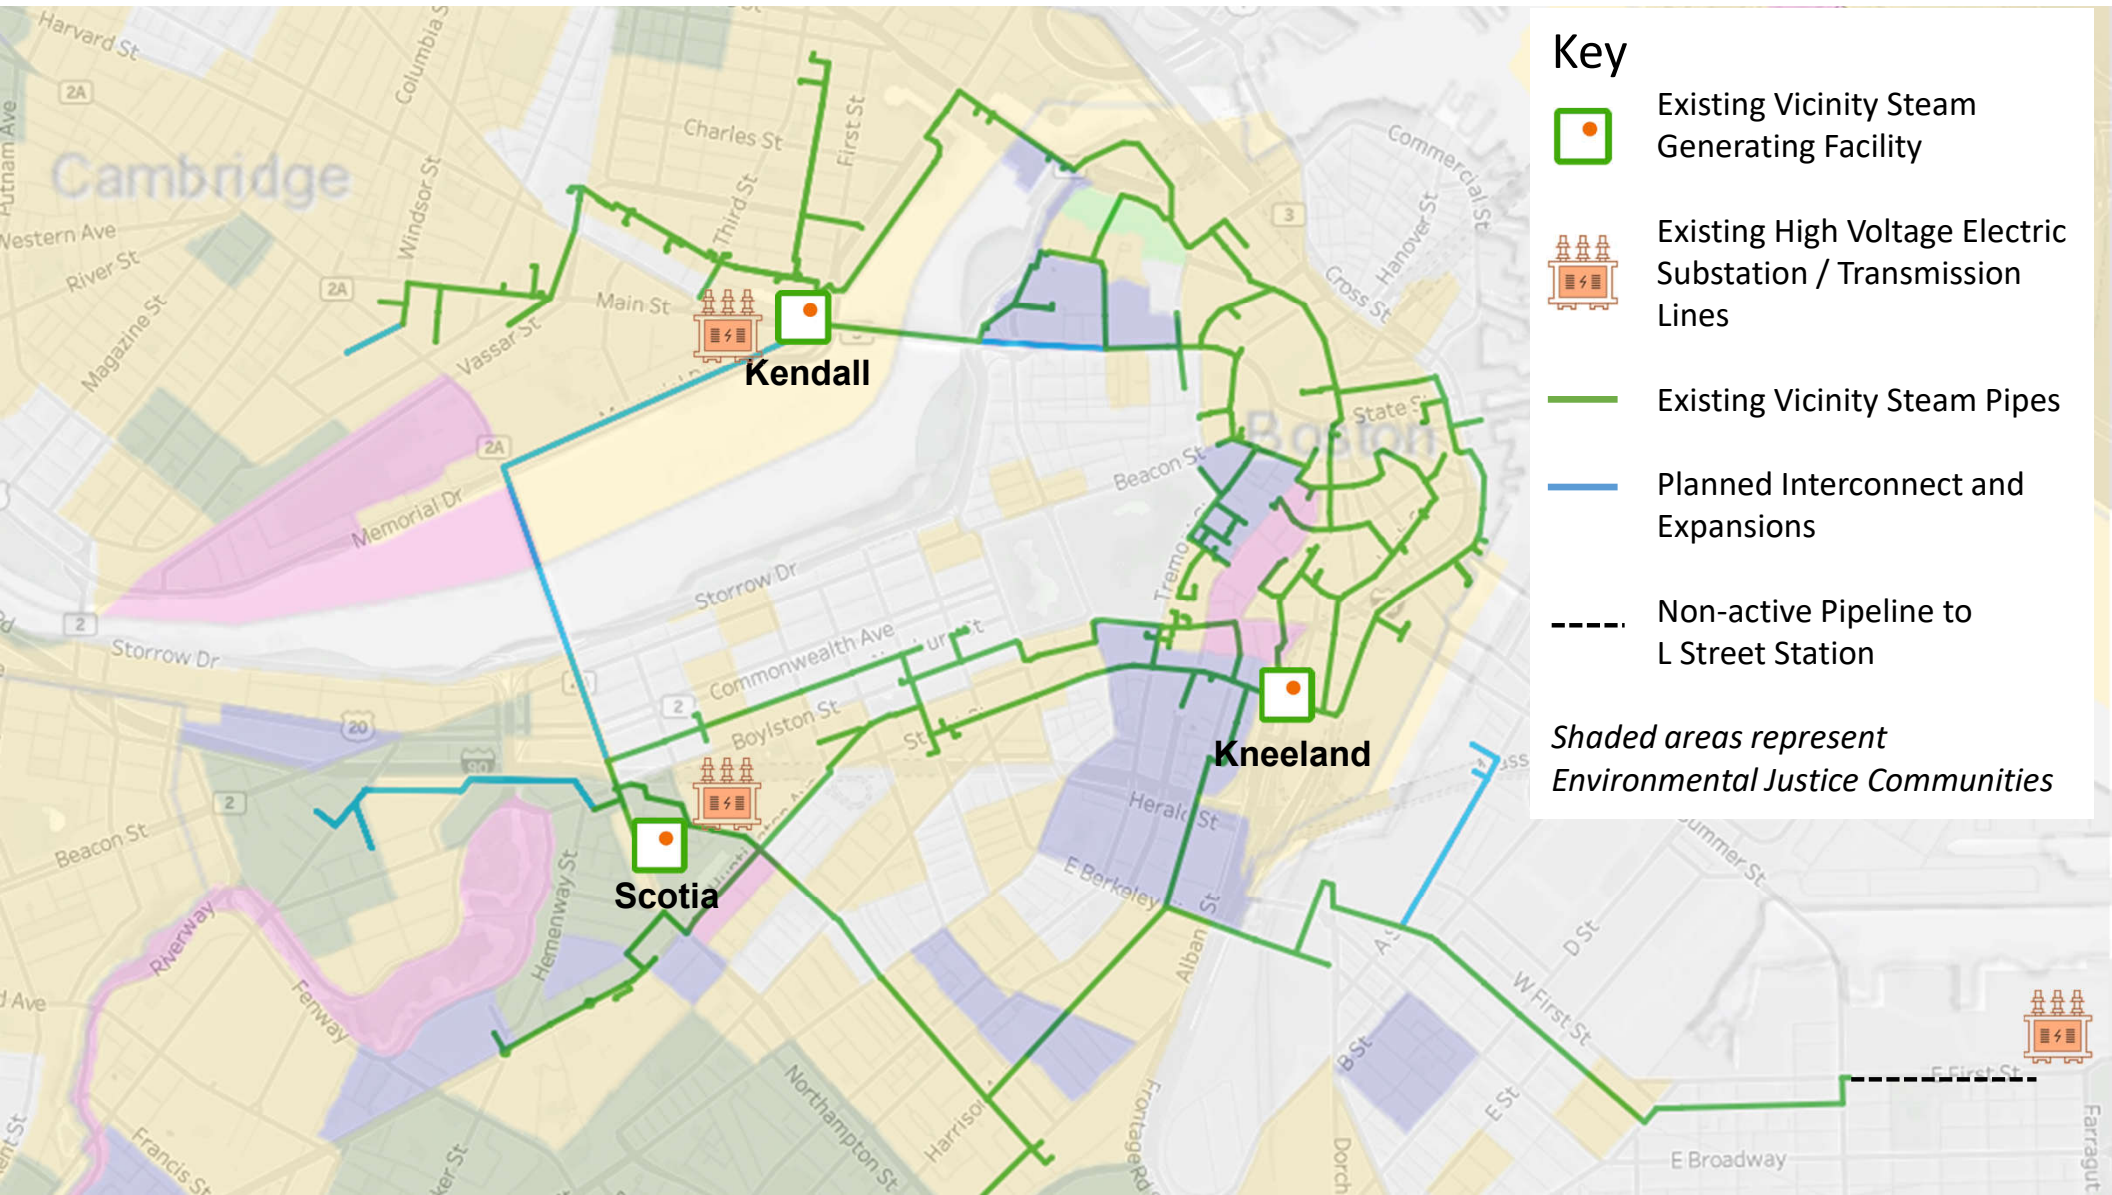 Key
Existing Vicinity Steam
Generating Facility
Existing High Voltage Electric
Substation / Transmission
Lines
Existing Vicinity Steam Pipes
Planned Interconnect and
Expansions
Non-active Pipeline to
L Street Station
Shaded areas represent
Environmental Justice Communities
Harvard St
Columbia S
2A
Putnam Ave
Cambridge
Charles St
First St
Third St
Windsor St
Western Ave
River St
2A
Magazine St
Main St
Vassar St
Kendall
Commercial St
Hanover St
3
Cross St
State S
Boston
Beacon St
2A
Memorial Dr
2
Storrow Dr
Storrow Dr
Commonwealth Ave
2
Boylston St
St
Kneeland
20
90
2
Beacon St
Scotia
Herald St
E Berkeley
Alban
St
Hemenway St
Riverway
Fenway
Ave
Francis St
Northampton St
Harriso
Frontage Rd
Summer St
D St
W First St
B St
E St
E First St
E Broadway
Dorch
Farragut